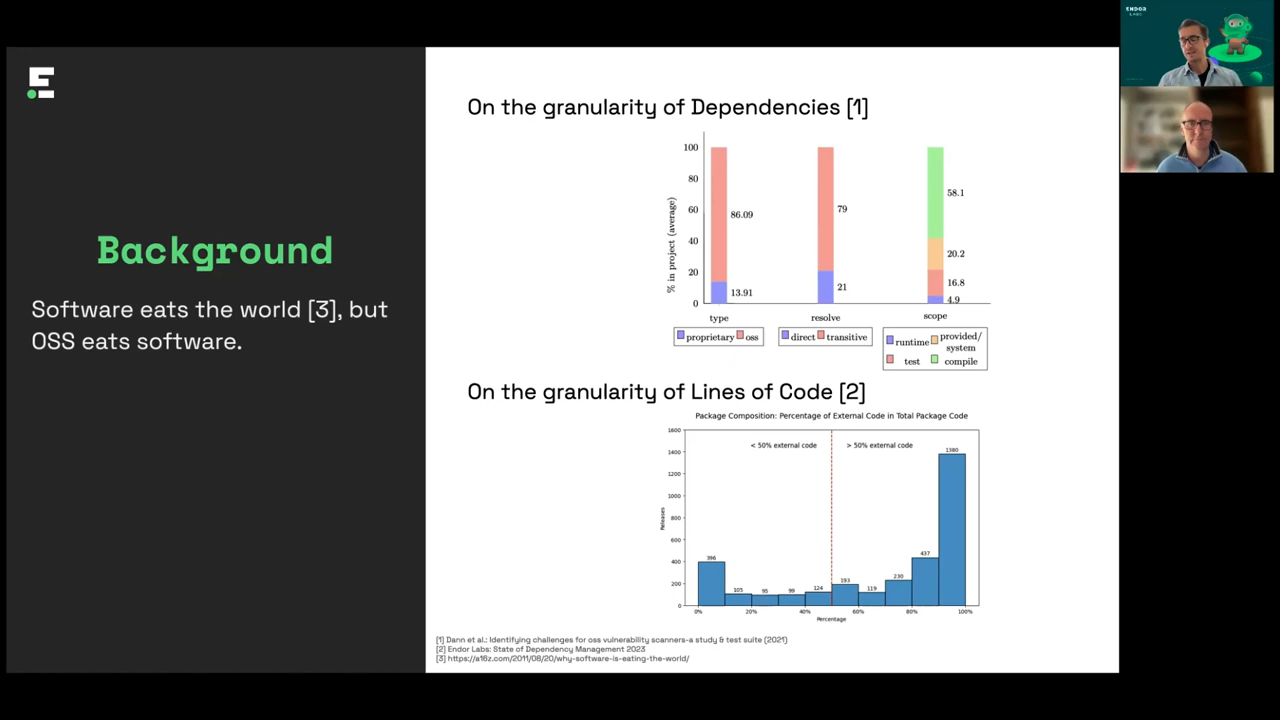 ENDOR
LABS
Background
Software eats the world [3], but
OSS eats software.
On the granularity of Dependencies [1]
% in project (average)
100
80
60
40
20
0
86.09
13.91
79
21
58.1
20.2
16.8
4.9
type
resolve
scope
proprietary oss
direct transitive
runtime provided/
system
test compile
On the granularity of Lines of Code [2]
Package Composition: Percentage of External Code in Total Package Code
< 50% external code
> 50% external code
Releases
1600
1400
1200
1000
800
600
400
200
0
396
105
95
99
124
193
119
230
437
1380
0%
20%
40%
60%
80%
100%
Percentage
[1] Dann et al.: Identifying challenges for oss vulnerability scanners-a study & test suite (2021)
[2] Endor Labs: State of Dependency Management 2023
[3] https://a16z.com/2011/08/20/why-software-is-eating-the-world/